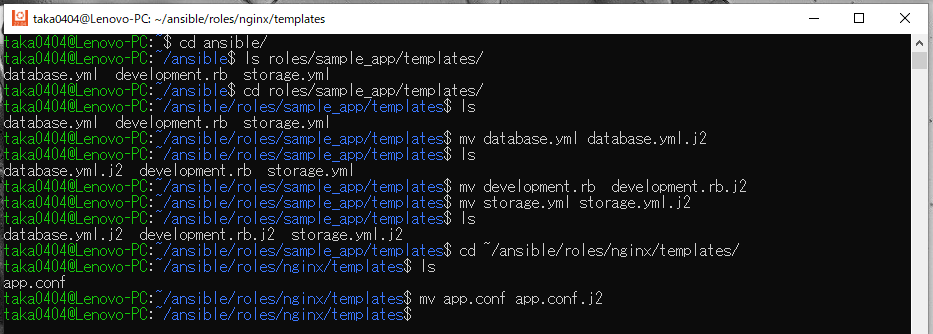 taka0404@Lenovo-PC: ~/ansible/roles/nginx/templates
taka0404@Lenovo-PC:~$ cd ansible/
taka0404@Lenovo-PC:~/ansible$ ls roles/sample_app/templates/
database.yml  development.rb  storage.yml
taka0404@Lenovo-PC:~/ansible$ cd roles/sample_app/templates/
taka0404@Lenovo-PC:~/ansible/roles/sample_app/templates$ ls
database.yml  development.rb  storage.yml
taka0404@Lenovo-PC:~/ansible/roles/sample_app/templates$ mv database.yml database.yml.j2
taka0404@Lenovo-PC:~/ansible/roles/sample_app/templates$ ls
database.yml.j2  development.rb  storage.yml
taka0404@Lenovo-PC:~/ansible/roles/sample_app/templates$ mv development.rb  development.rb.j2
taka0404@Lenovo-PC:~/ansible/roles/sample_app/templates$ mv storage.yml storage.yml.j2
taka0404@Lenovo-PC:~/ansible/roles/sample_app/templates$ ls
database.yml.j2  development.rb.j2  storage.yml.j2
taka0404@Lenovo-PC:~/ansible/roles/sample_app/templates$ cd ~/ansible/roles/nginx/templates/
taka0404@Lenovo-PC:~/ansible/roles/nginx/templates$ ls
app.conf
taka0404@Lenovo-PC:~/ansible/roles/nginx/templates$ mv app.conf app.conf.j2
taka0404@Lenovo-PC:~/ansible/roles/nginx/templates$